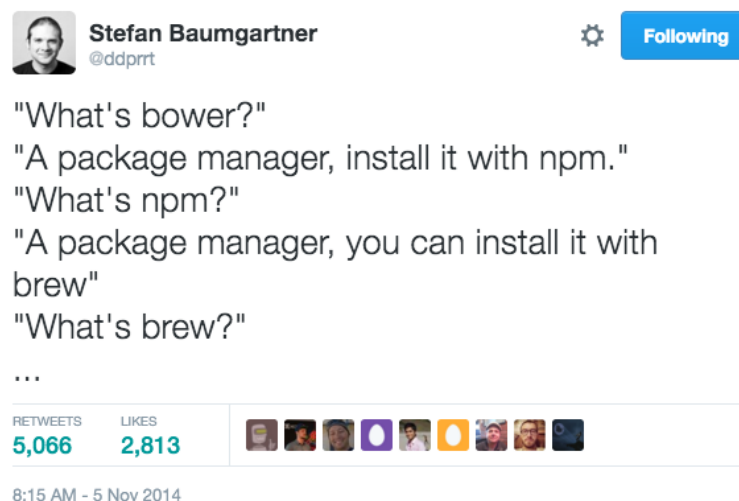 Stefan Baumgartner
@ddprrt
Following
"What's bower?"
"A package manager, install it with npm."
"What's npm?"
"A package manager, you can install it with
brew"
"What's brew?"
...
RETWEETS LIKES
5,066 2,813
8:15 AM - 5 Nov 2014